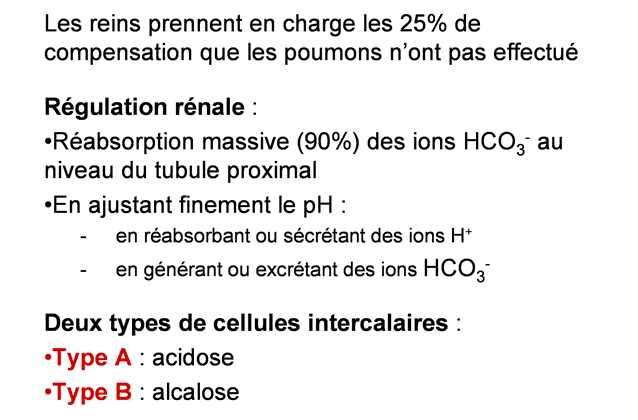 Les reins prennent en charge les 25% de
compensation que les poumons n’ont pas effectué
Régulation rénale :
•Réabsorption massive (90%) des ions HCO₃⁻ au
niveau du tubule proximal
•En ajustant finement le pH :
- en réabsorbant ou sécrétant des ions H⁺
- en générant ou excrétant des ions HCO₃⁻
Deux types de cellules intercalaires :
•Type A : acidose
•Type B : alcalose